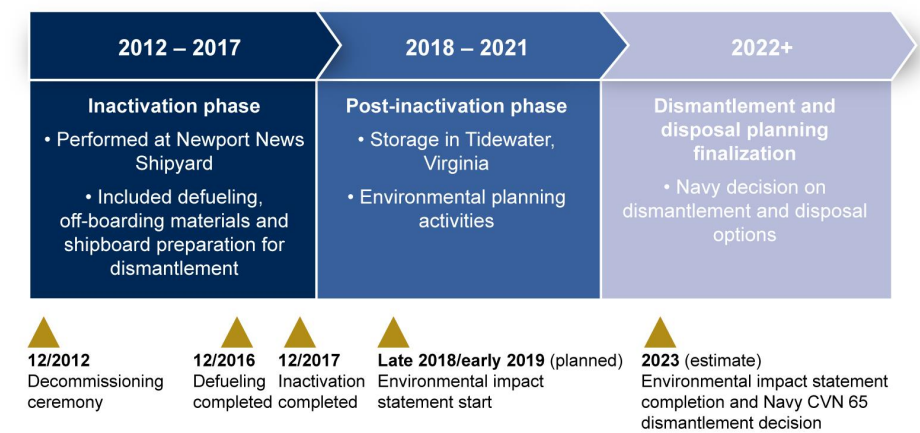 2012 – 2017
2018 – 2021
2022+
Inactivation phase
• Performed at Newport News
Shipyard
• Included defueling,
off-boarding materials and
shipboard preparation for
dismantlement
Post-inactivation phase
• Storage in Tidewater,
Virginia
• Environmental planning
activities
Dismantlement and
disposal planning
finalization
• Navy decision on
dismantlement and disposal
options
12/2012
Decommissioning
ceremony
12/2016
Defueling
completed
12/2017
Inactivation
completed
Late 2018/early 2019 (planned)
Environmental impact
statement start
2023 (estimate)
Environmental impact statement
completion and Navy CVN 65
dismantlement decision